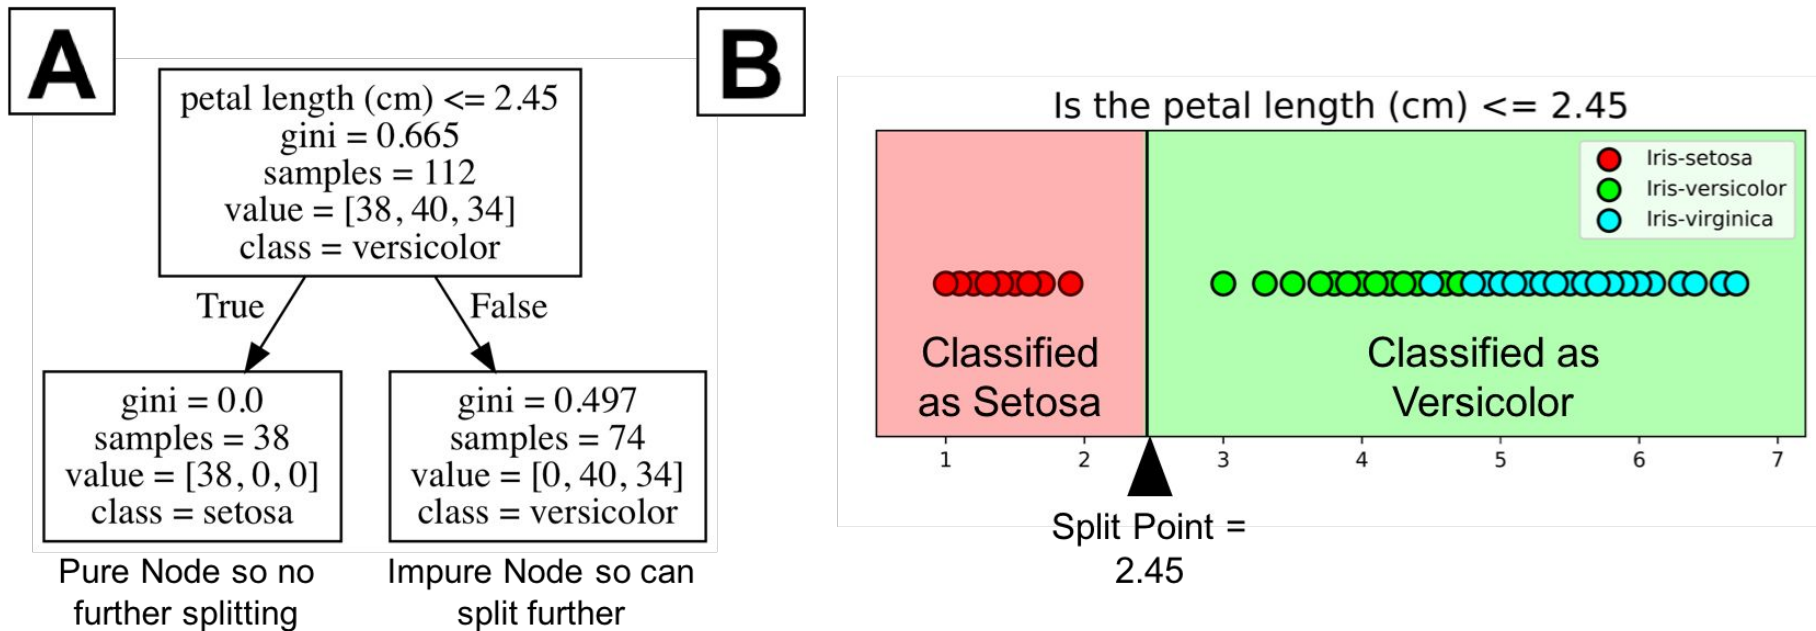 A
petal length (cm) <= 2.45
gini = 0.665
samples = 112
value = [38, 40, 34]
class = versicolor
True
False
gini = 0.0
samples = 38
value = [38, 0, 0]
class = setosa
gini = 0.497
samples = 74
value = [0, 40, 34]
class = versicolor
Pure Node so no
further splitting
Impure Node so can
split further
B
Is the petal length (cm) <= 2.45
Iris-setosa
Iris-versicolor
Iris-virginica
Classified
as Setosa
Classified as
Versicolor
1 2 3 4 5 6 7
Split Point =
2.45